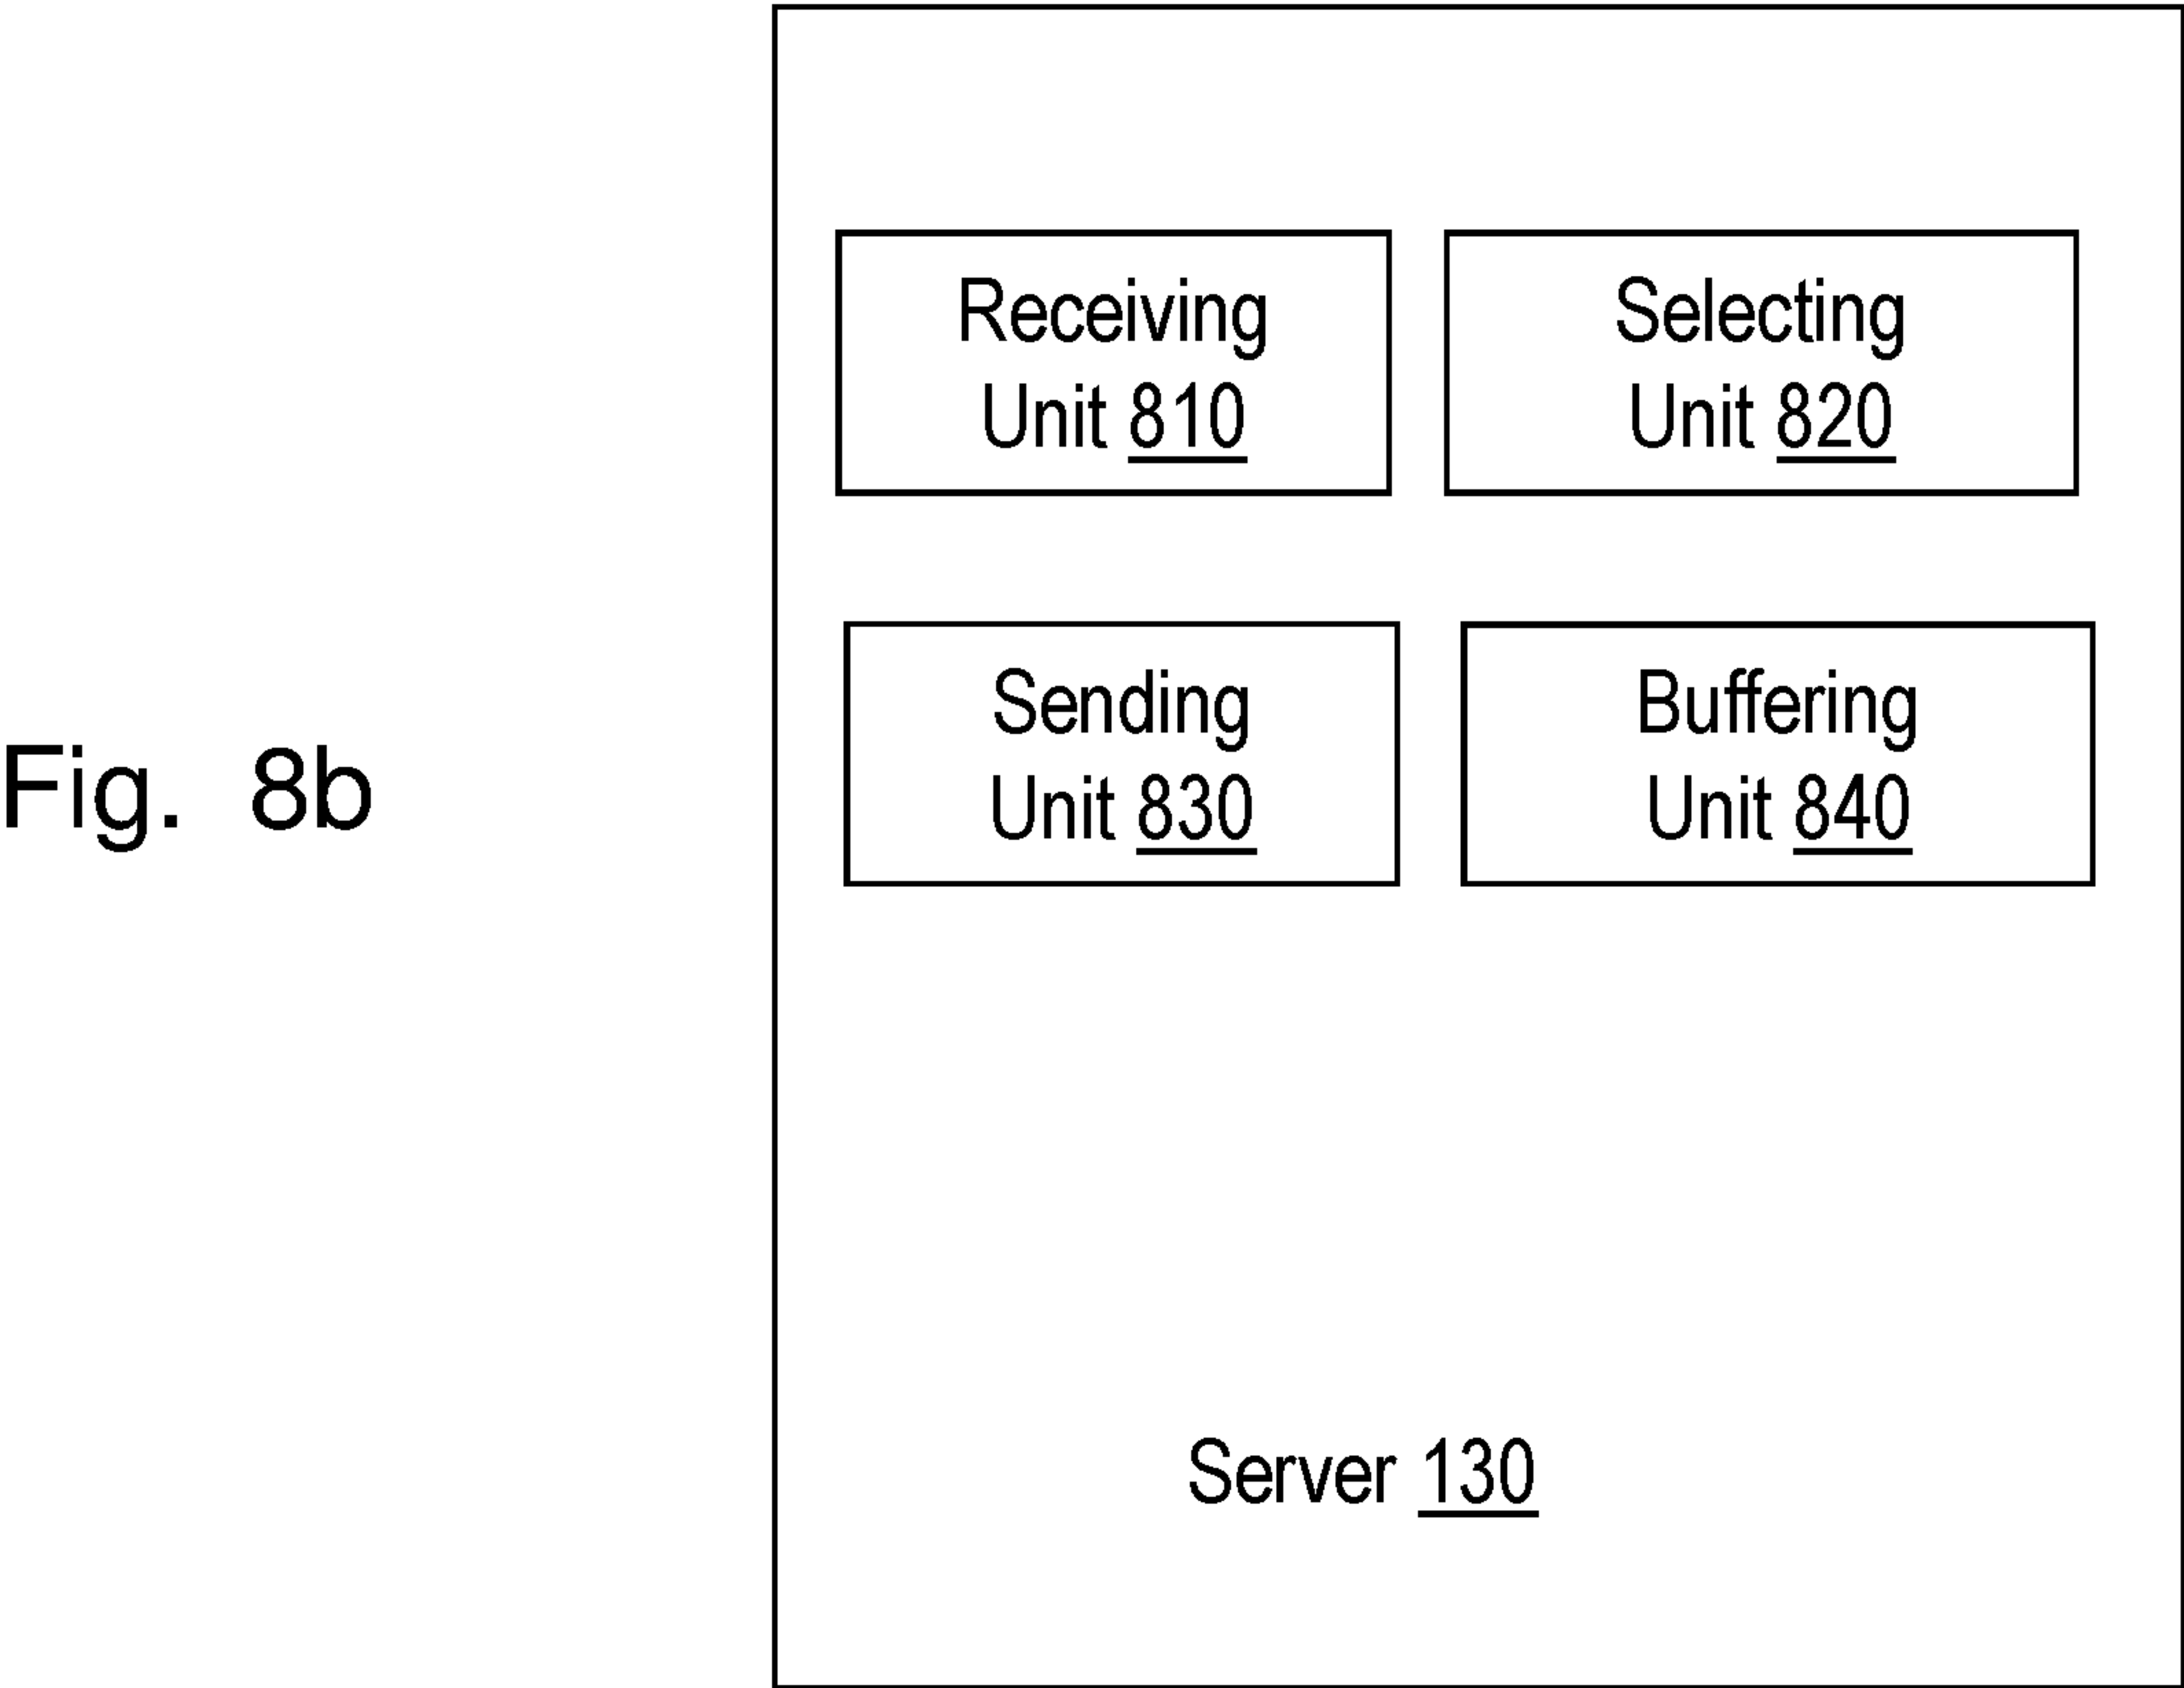 Receiving
Unit 810
Selecting
Unit 820
Sending
Unit 830
Buffering
Unit 840
Fig. 8b
Server 130